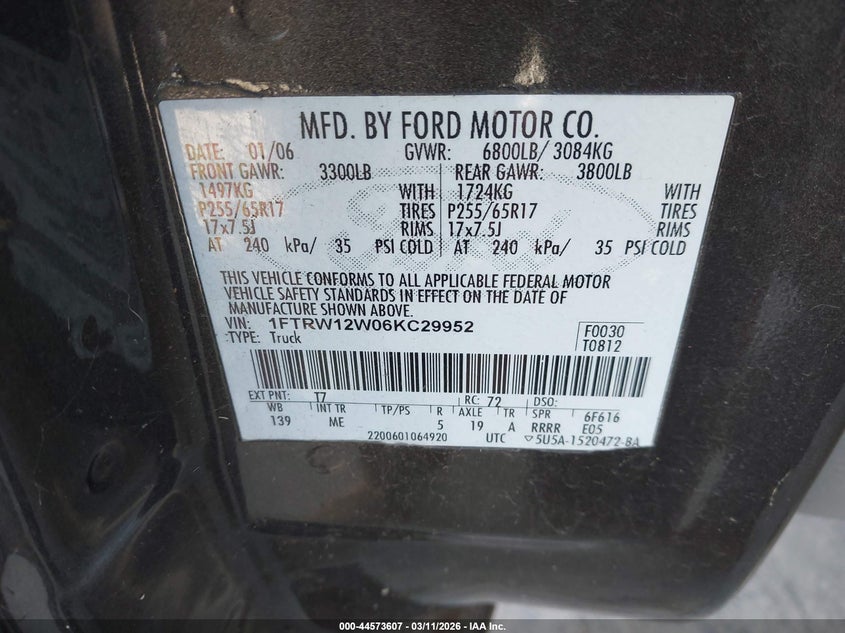 MFD. BY FORD MOTOR CO.
DATE: 01/06 GVWR: 6800LB/ 3084KG
FRONT GAWR: 3300LB REAR GAWR: 3800LB
1497KG WITH 1724KG WITH
P255/65R17 TIRES P255/65R17 TIRES
17x7.5J RIMS 17x7.5J RIMS
AT 240 kPa/ 35 PSI COLD AT 240 kPa/ 35 PSI COLD
THIS VEHICLE CONFORMS TO ALL APPLICABLE FEDERAL MOTOR
VEHICLE SAFETY STANDARDS IN EFFECT ON THE DATE OF
MANUFACTURE SHOWN ABOVE.
VIN: 1FTRW12W06KC29952 F0030
TYPE: Truck T0812
EXT PNT: T7 RC: 72 DSO:
WB INT TR TP/PS R AXLE TR SPR 6F616
139 ME 5 19 A RRRR E05
2200601064920 UTC ▽5U5A-1520472-8A
000-44573607 - 03/11/2026 - IAA Inc.